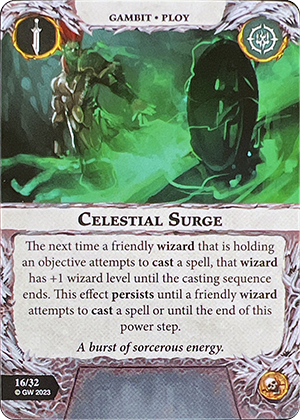 GAMBIT • PLOY
CELESTIAL SURGE
The next time a friendly wizard that is holding
an objective attempts to cast a spell, that wizard
has +1 wizard level until the casting sequence
ends. This effect persists until a friendly wizard
attempts to cast a spell or until the end of this
power step.
A burst of sorcerous energy.
16/32
© GW 2023